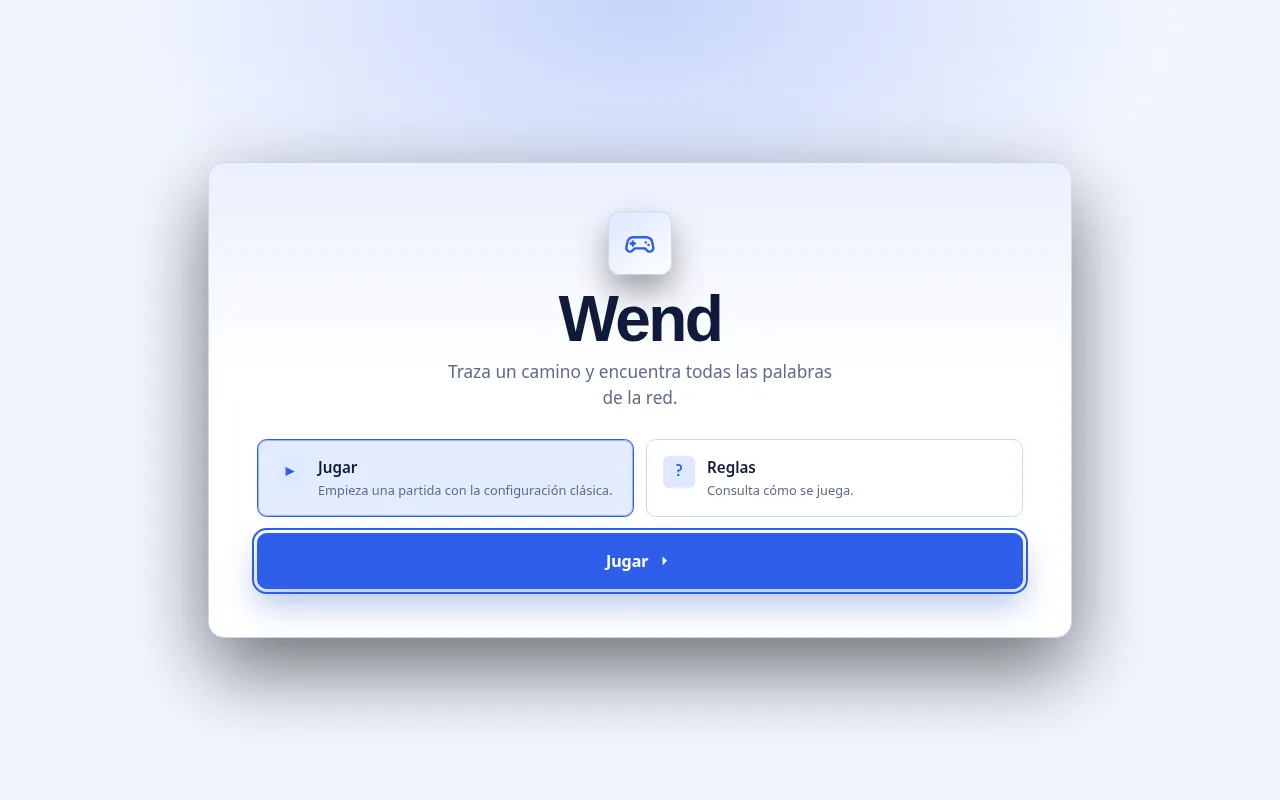 Wend
Traza un camino y encuentra todas las palabras
de la red.
Jugar
Empieza una partida con la configuración clásica.
?
Reglas
Consulta cómo se juega.
Jugar